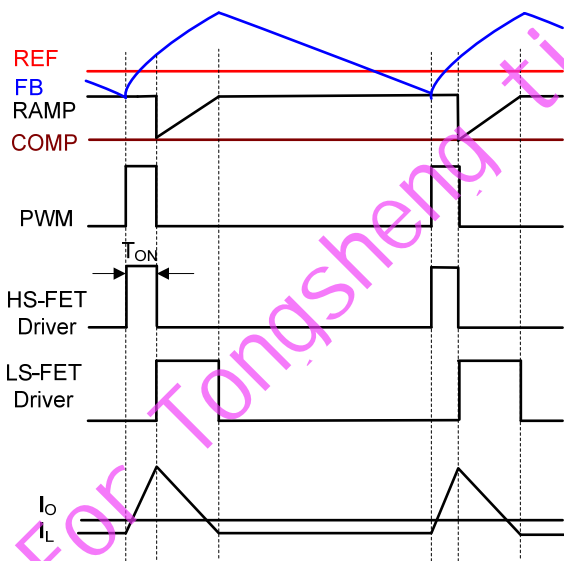 REF
FB
RAMP
COMP
PWM
TON
HS-FET
Driver
LS-FET
Driver
IO
IL
For Tongsheng ti